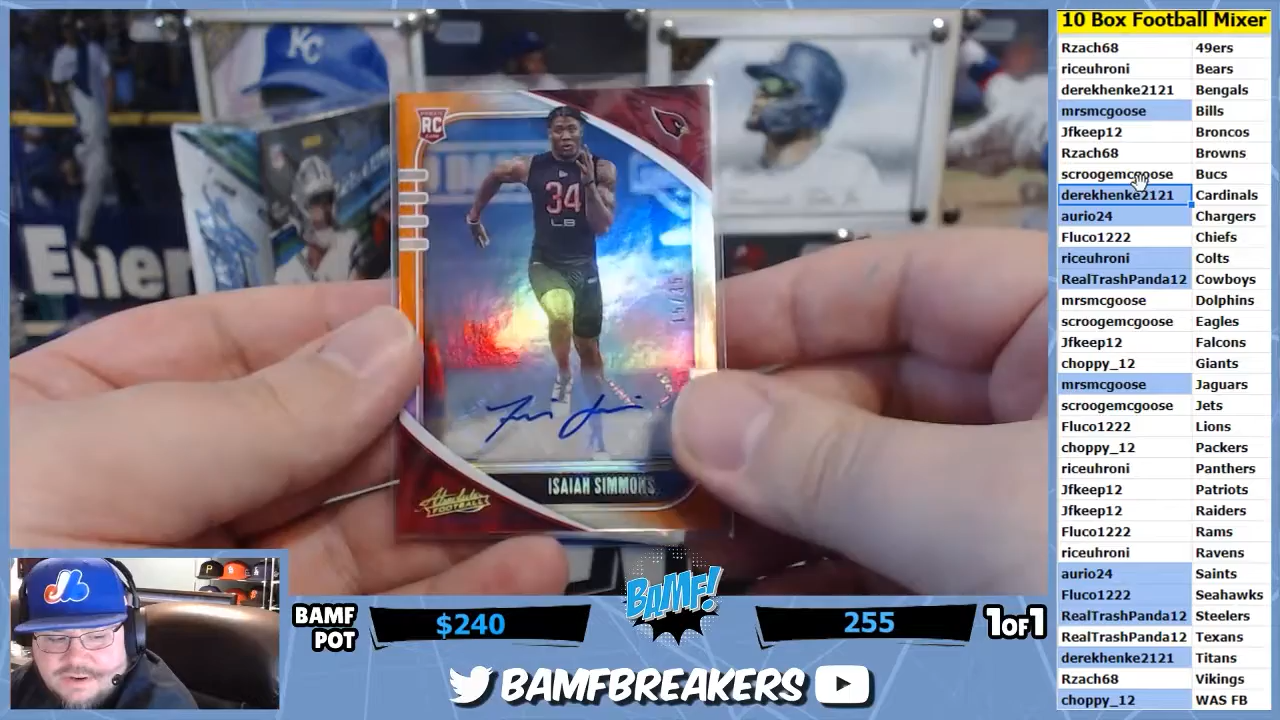 10 Box Football Mixer
Rzach68 49ers
riceuhroni Bears
derekhenke2121 Bengals
mrsmcgoose Bills
Jfkeep12 Broncos
Rzach68 Browns
scroogemcgoose Bucs
derekhenke2121 Cardinals
aurio24 Chargers
Fluco1222 Chiefs
riceuhroni Colts
RealTrashPanda12 Cowboys
mrsmcgoose Dolphins
scroogemcgoose Eagles
Jfkeep12 Falcons
choppy_12 Giants
mrsmcgoose Jaguars
scroogemcgoose Jets
Fluco1222 Lions
choppy_12 Packers
riceuhroni Panthers
Jfkeep12 Patriots
Jfkeep12 Raiders
Fluco1222 Rams
riceuhroni Ravens
aurio24 Saints
Fluco1222 Seahawks
RealTrashPanda12 Steelers
RealTrashPanda12 Texans
derekhenke2121 Titans
Rzach68 Vikings
choppy_12 WAS FB
KC
RC
34
LB
ISAIAH SIMMONS
Absolute
FOOTBALL
Ener
BAMF
POT
$240
BAMF!
255
1OF1
BAMFBREAKERS